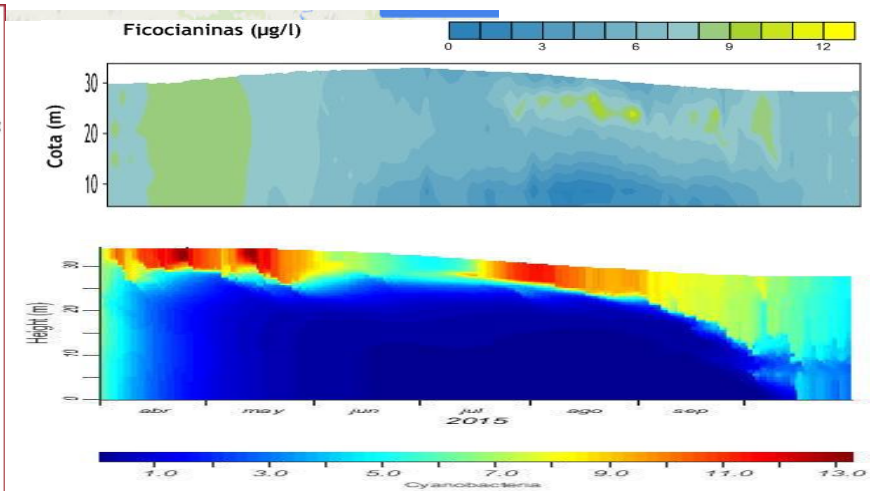 Ficocianinas (µg/l)
0 3 6 9 12
Cota (m)
30
20
10
Height (m)
30
20
10
0
abr may jun jul ago sep
2015
1.0 3.0 5.0 7.0 9.0 11.0 13.0
Cyanobacteria